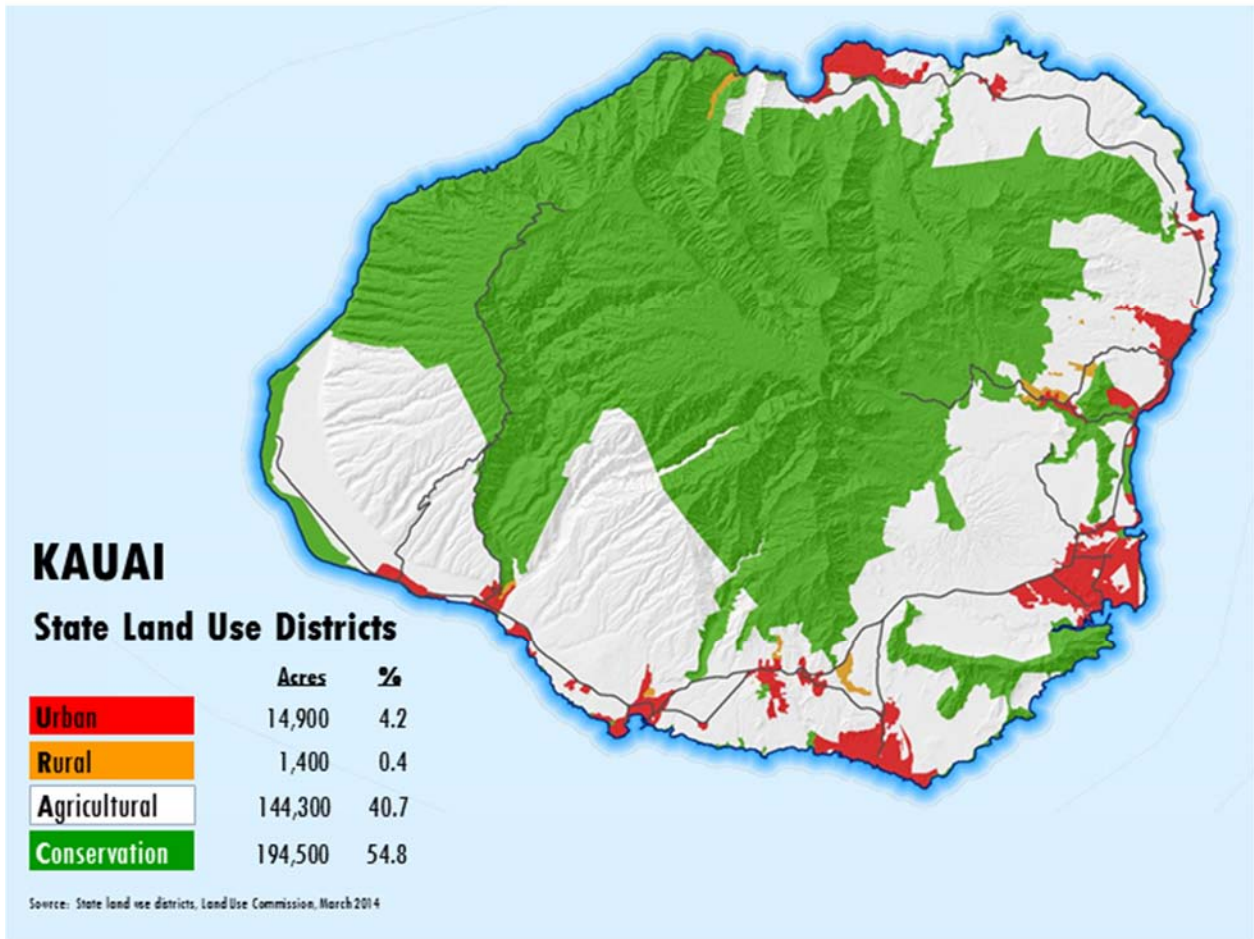 KAUAI
State Land Use Districts
Acres %
Urban 14,900 4.2
Rural 1,400 0.4
Agricultural 144,300 40.7
Conservation 194,500 54.8
Source: State land use districts, Land Use Commission, March 2014